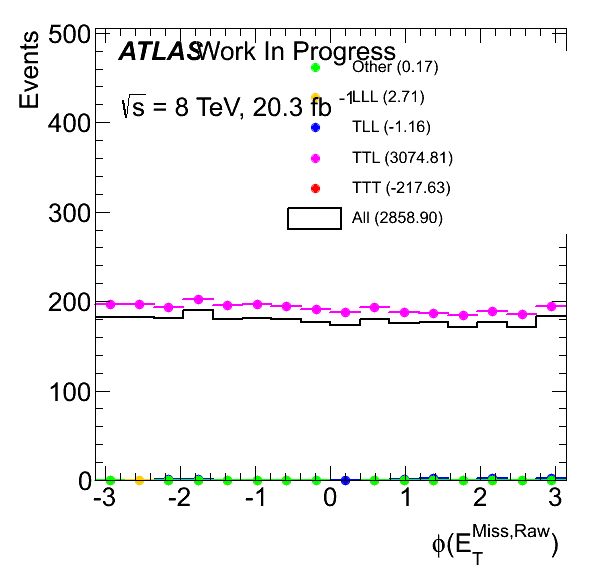 Events
500
400
300
200
100
0
ATLAS Work In Progress
√s = 8 TeV, 20.3 fb -1
Other (0.17)
LLL (2.71)
TLL (-1.16)
TTL (3074.81)
TTT (-217.63)
All (2858.90)
-3 -2 -1 0 1 2 3
ϕ(E_T^Miss,Raw)